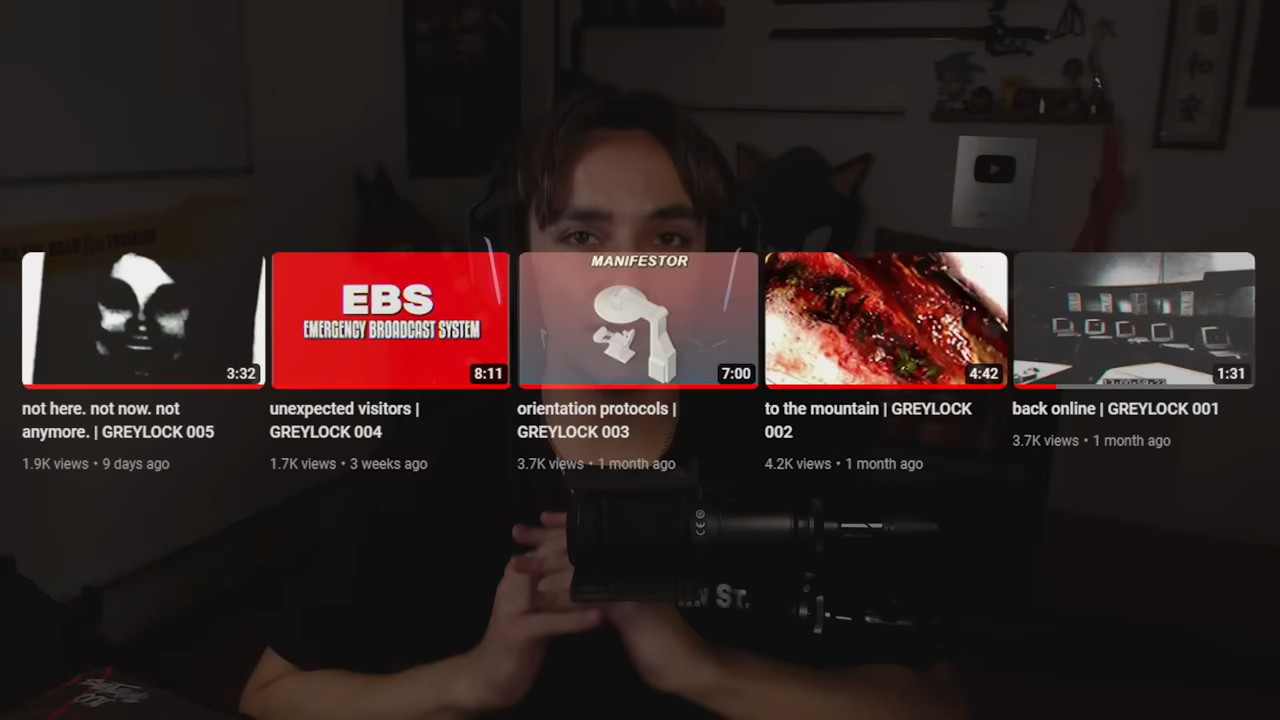 MANIFESTOR
EBS
EMERGENCY BROADCAST SYSTEM
3:32
8:11
7:00
4:42
1:31
not here. not now. not
anymore. | GREYLOCK 005
1.9K views • 9 days ago
unexpected visitors |
GREYLOCK 004
1.7K views • 3 weeks ago
orientation protocols |
GREYLOCK 003
3.7K views • 1 month ago
to the mountain | GREYLOCK
002
4.2K views • 1 month ago
back online | GREYLOCK 001
3.7K views • 1 month ago
CE
ST.